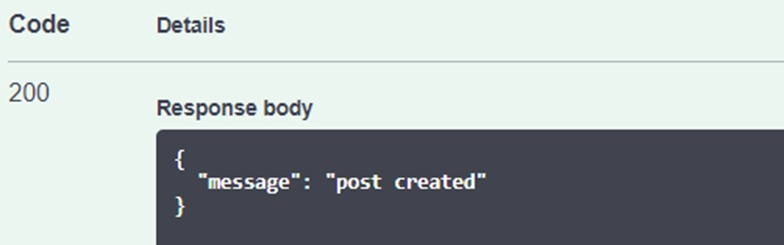 Code Details
200
Response body
{
"message": "post created"
}